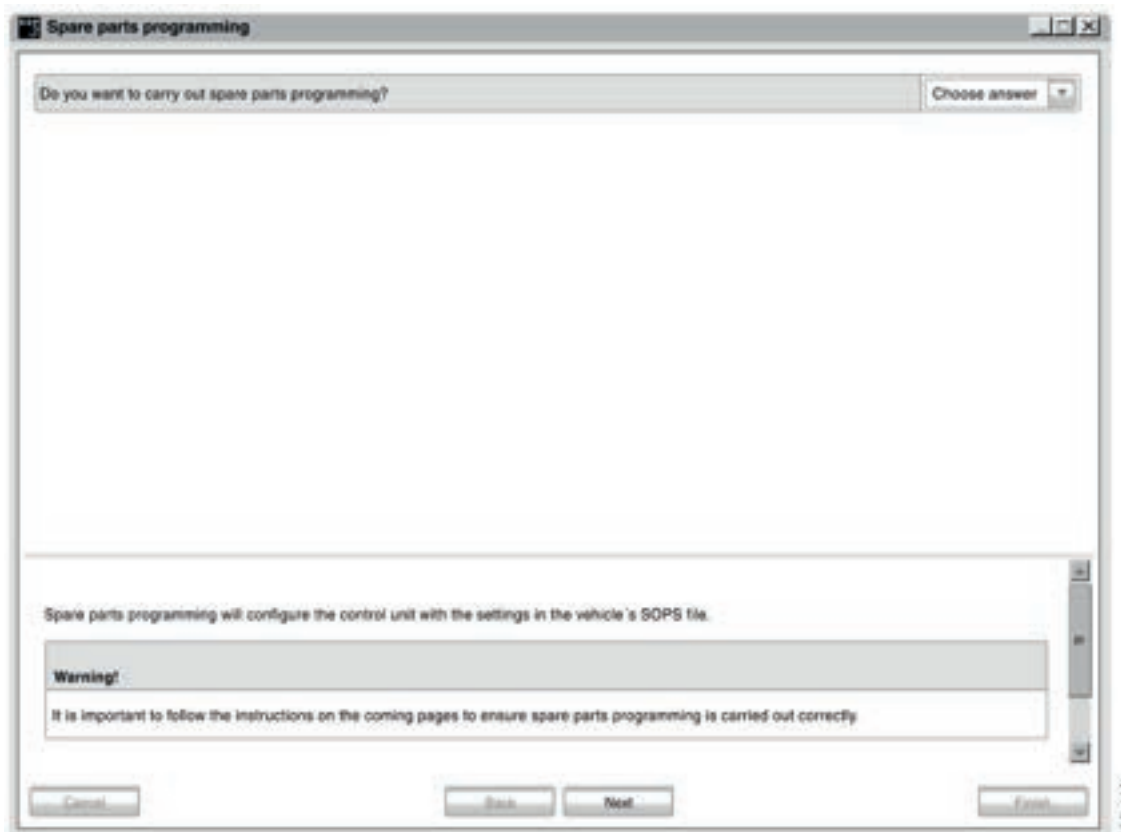 Spare parts programming
Do you want to carry out spare parts programming?
Choose answer
Spare parts programming will configure the control unit with the settings in the vehicle´s SOPS file.
Warning!
It is important to follow the instructions on the coming pages to ensure spare parts programming is carried out correctly.
Cancel
Back
Next
Finish